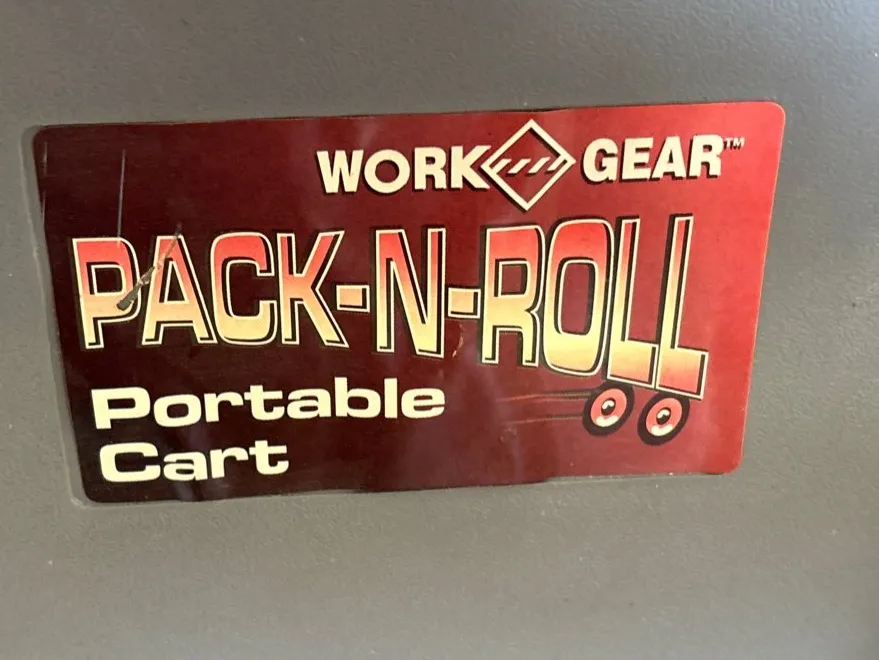 WORK GEAR™
PACK-N-ROLL
Portable
Cart